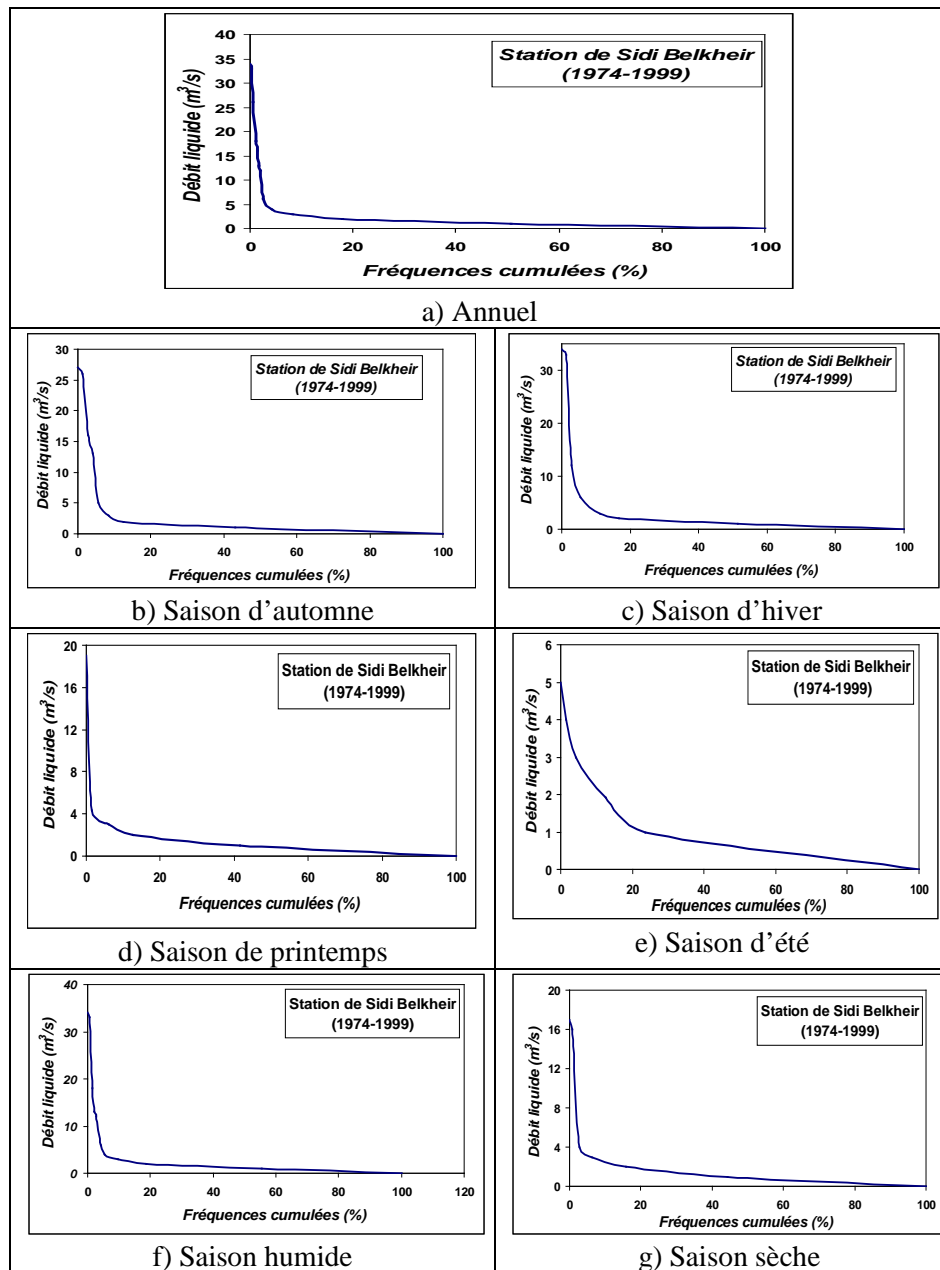 Station de Sidi Belkheir
(1974-1999)
Débit liquide (m³/s)
40
35
30
25
20
15
10
5
0
0 20 40 60 80 100
Fréquences cumulées (%)
a) Annuel
Station de Sidi Belkheir
(1974-1999)
Débit liquide (m³/s)
30
25
20
15
10
5
0
0 20 40 60 80 100
Fréquences cumulées (%)
b) Saison d’automne
Station de Sidi Belkheir
(1974-1999)
Débit liquide (m³/s)
30
20
10
0
0 20 40 60 80 100
Fréquences cumulées (%)
c) Saison d’hiver
Station de Sidi Belkheir
(1974-1999)
Débit liquide (m³/s)
20
16
12
8
4
0
0 20 40 60 80 100
Fréquences cumulées (%)
d) Saison de printemps
Station de Sidi Belkheir
(1974-1999)
Débit liquide (m³/s)
6
5
4
3
2
1
0
0 20 40 60 80 100
Fréquences cumulées (%)
e) Saison d’été
Station de Sidi Belkheir
(1974-1999)
Débit liquide (m³/s)
40
30
20
10
0
0 20 40 60 80 100 120
Fréquences cumulées (%)
f) Saison humide
Station de Sidi Belkheir
(1974-1999)
Débit liquide (m³/s)
20
16
12
8
4
0
0 20 40 60 80 100
Fréquences cumulées (%)
g) Saison sèche